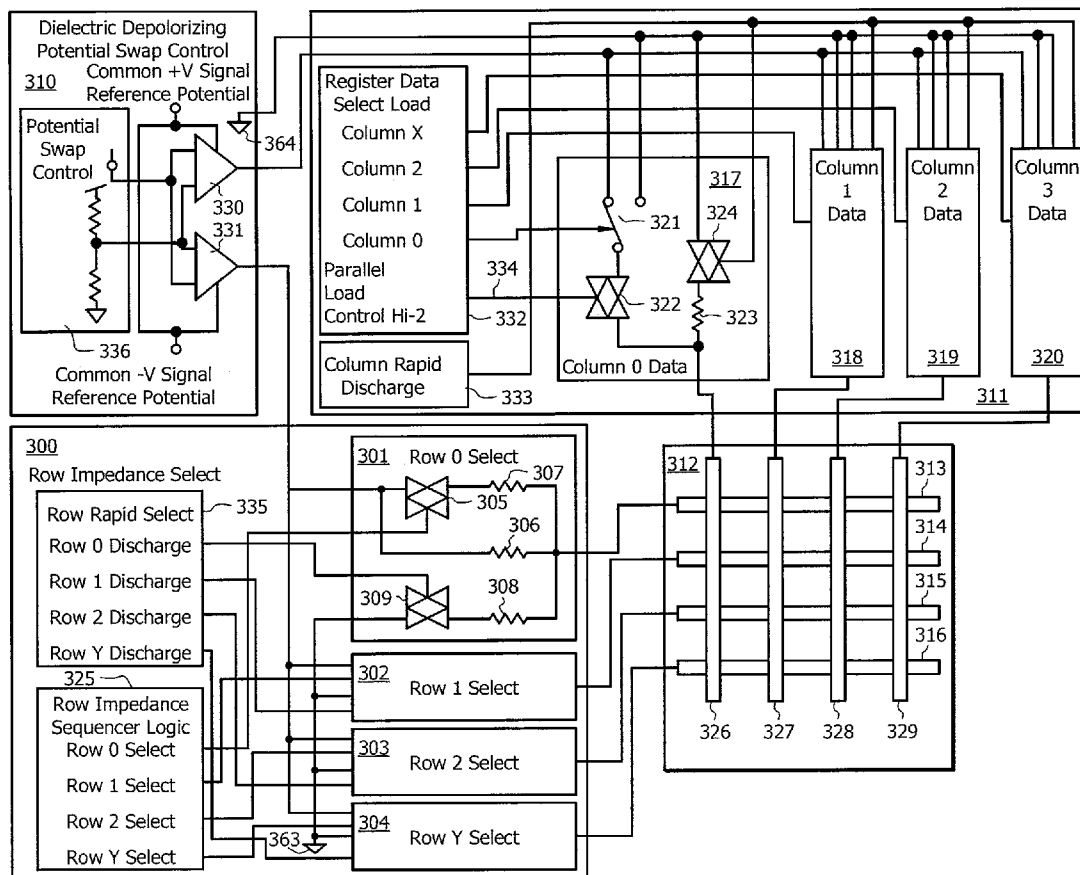 Dielectric Depolorizing
Potential Swap Control
310
Common +V Signal
Reference Potential
Potential
Swap
Control
364
330
331
336
Common -V Signal
Reference Potential
Register Data
Select Load
Column X
Column 2
Column 1
Column 0
Parallel
Load
Control Hi-2
334
332
Column Rapid
Discharge
333
317
321
324
322
323
Column 0 Data
Column
1
Data
318
Column
2
Data
319
Column
3 Data
320
311
300
Row Impedance Select
335
Row Rapid Select
Row 0 Discharge
Row 1 Discharge
Row 2 Discharge
Row Y Discharge
325
Row Impedance
Sequencer Logic
Row 0 Select
Row 1 Select
Row 2 Select
Row Y Select
363
301
Row 0 Select
307
305
306
309
308
302
Row 1 Select
303
Row 2 Select
304
Row Y Select
312
313
314
315
316
326
327
328
329